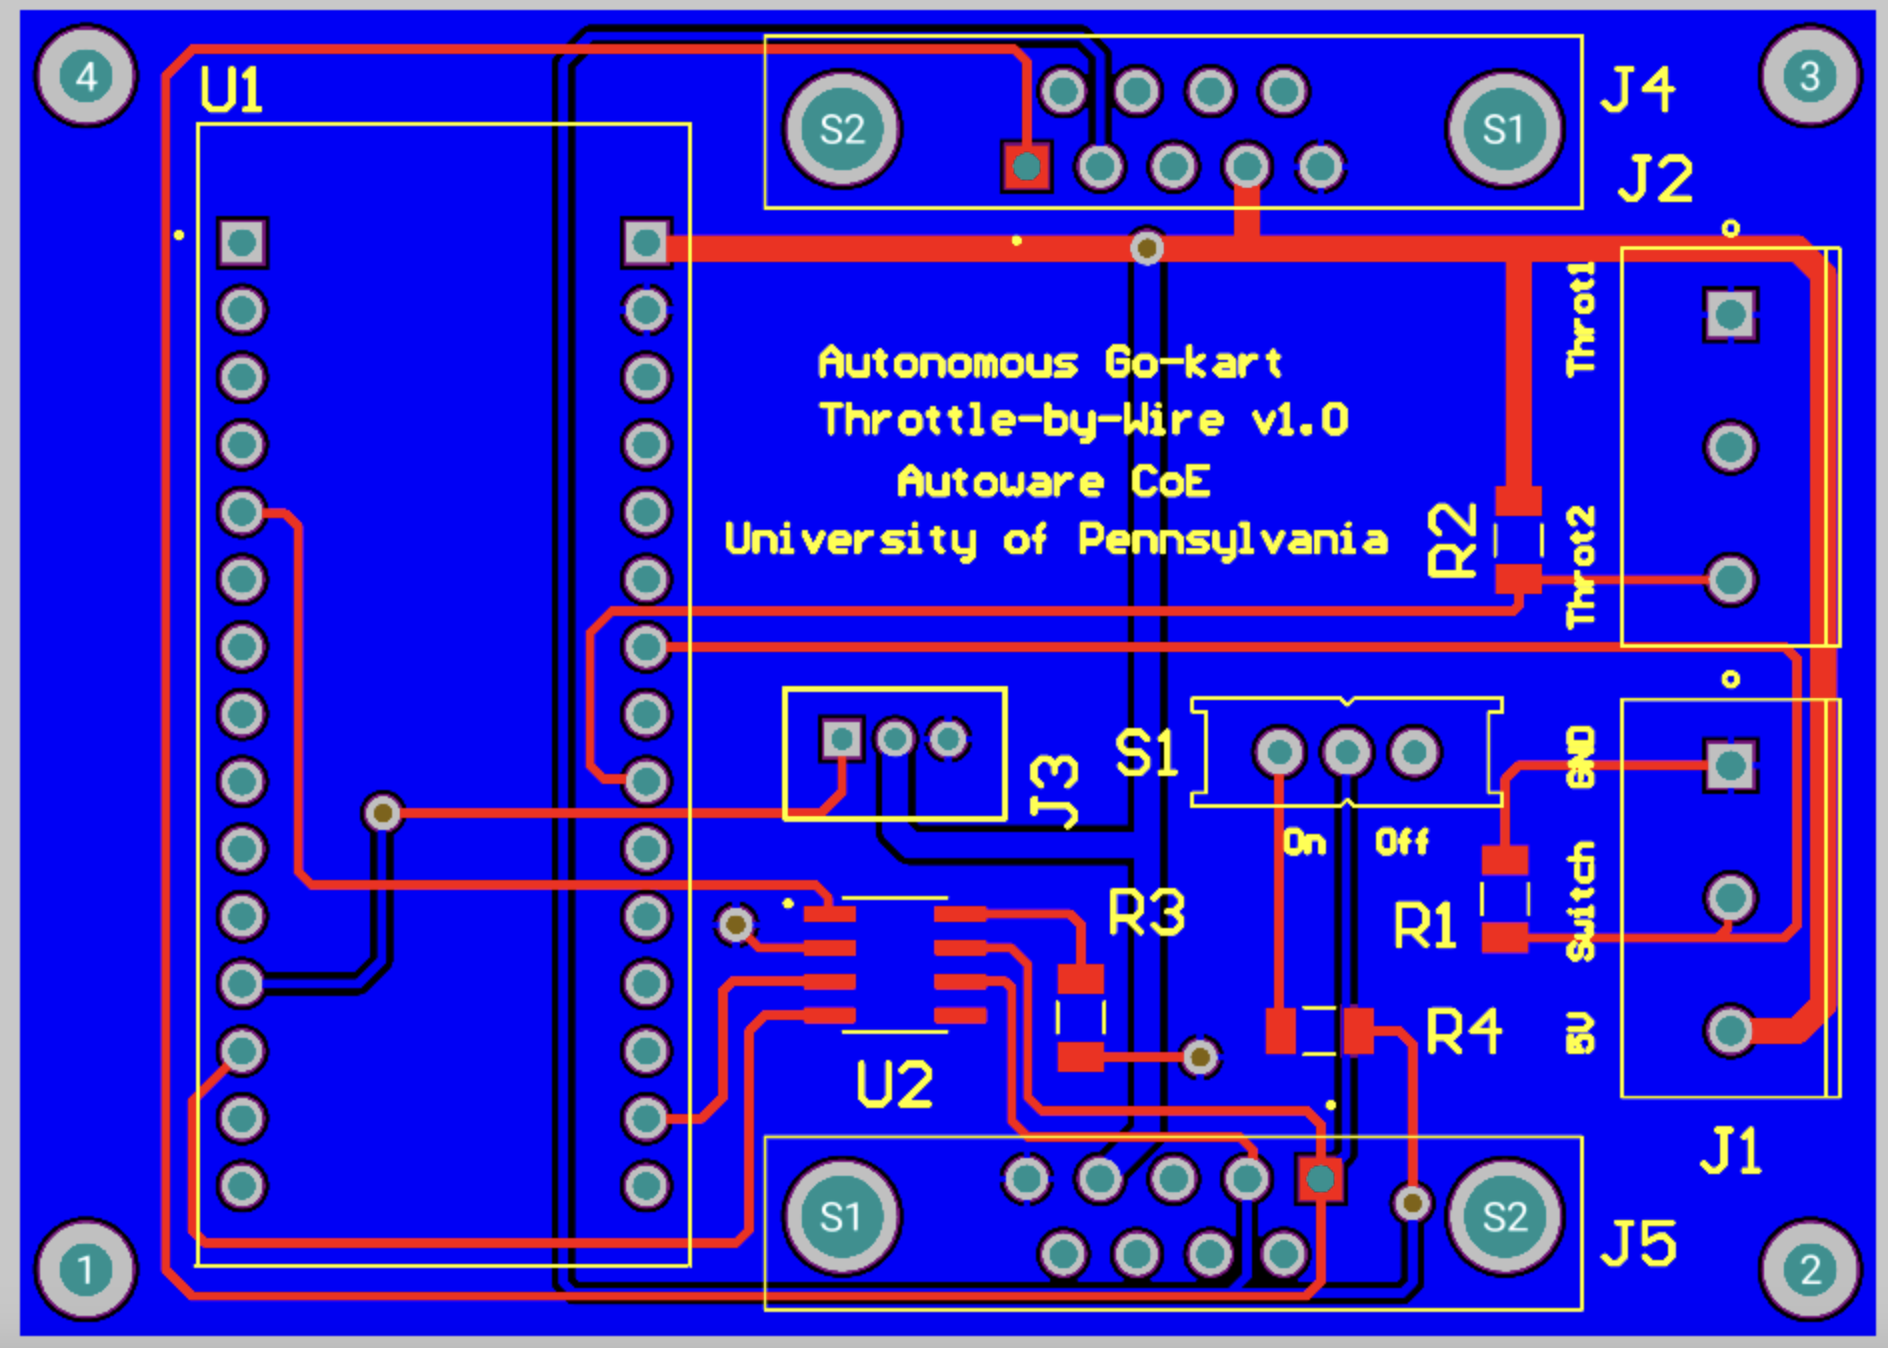 4
3
U1
S2
S1
J4
J2
Throt1
Autonomous Go-kart
Throttle-by-Wire v1.0
Autoware CoE
University of Pennsylvania
R2
Throt2
J3
S1
On
Off
GND
R3
R1
Switch
R4
5V
U2
J1
S1
S2
J5
1
2